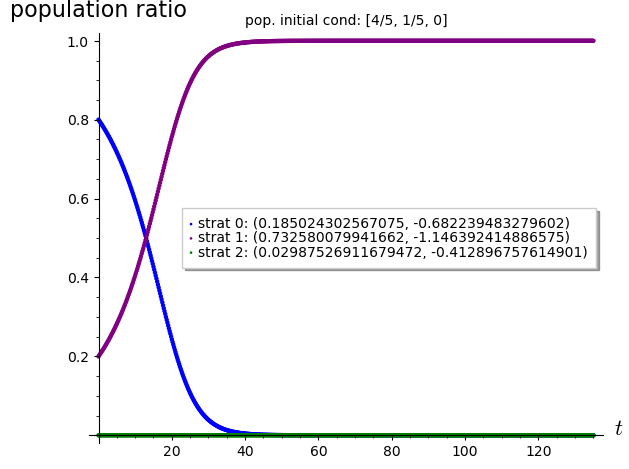 population ratio
pop. initial cond: [4/5, 1/5, 0]
1.0
0.8
0.6
strat 0: (0.185024302567075, -0.682239483279602)
strat 1: (0.732580079941662, -1.146392414886575)
strat 2: (0.02987526911679472, -0.412896757614901)
0.4
0.2
t
20 40 60 80 100 120